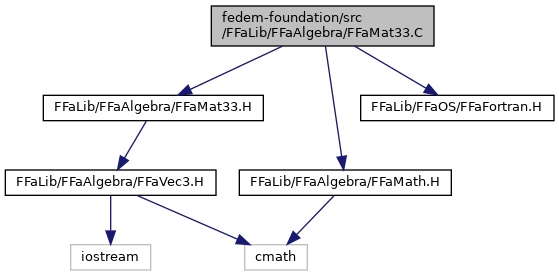 fedem-foundation/src
/FFaLib/FFaAlgebra/FFaMat33.C
FFaLib/FFaAlgebra/FFaMat33.H
FFaLib/FFaOS/FFaFortran.H
FFaLib/FFaAlgebra/FFaVec3.H
FFaLib/FFaAlgebra/FFaMath.H
iostream
cmath